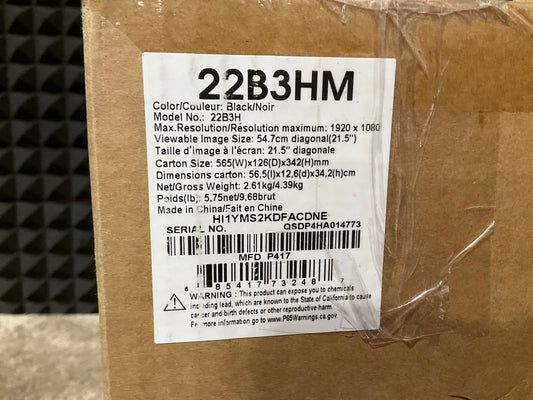 22B3HM
Color/Couleur: Black/Noir
Model No.: 22B3H
Max.Resolution/Résolution maximum: 1920 x 1080
Viewable Image Size: 54.7cm diagonal(21.5")
Taille d'image à l'écran: 21.5" diagonale
Carton Size: 565(W)x126(D)x342(H)mm
Dimensions carton: 56,5(l)x12,6(d)x34,2(h)cm
Net/Gross Weight: 2.61kg/4.39kg
Poids(lb): 5,75net/9,68brut
Made in China/Fait en Chine
HI1YMS2KDFACDNE
SERIAL NO. QSDP4HA014773
MFD P417
6 85417 73248 7
WARNING : This product can expose you to chemicals
including lead, which are known to the State of California to cause
cancer and birth defects or other reproductive harm.
For more information go to www.P65Warnings.ca.gov